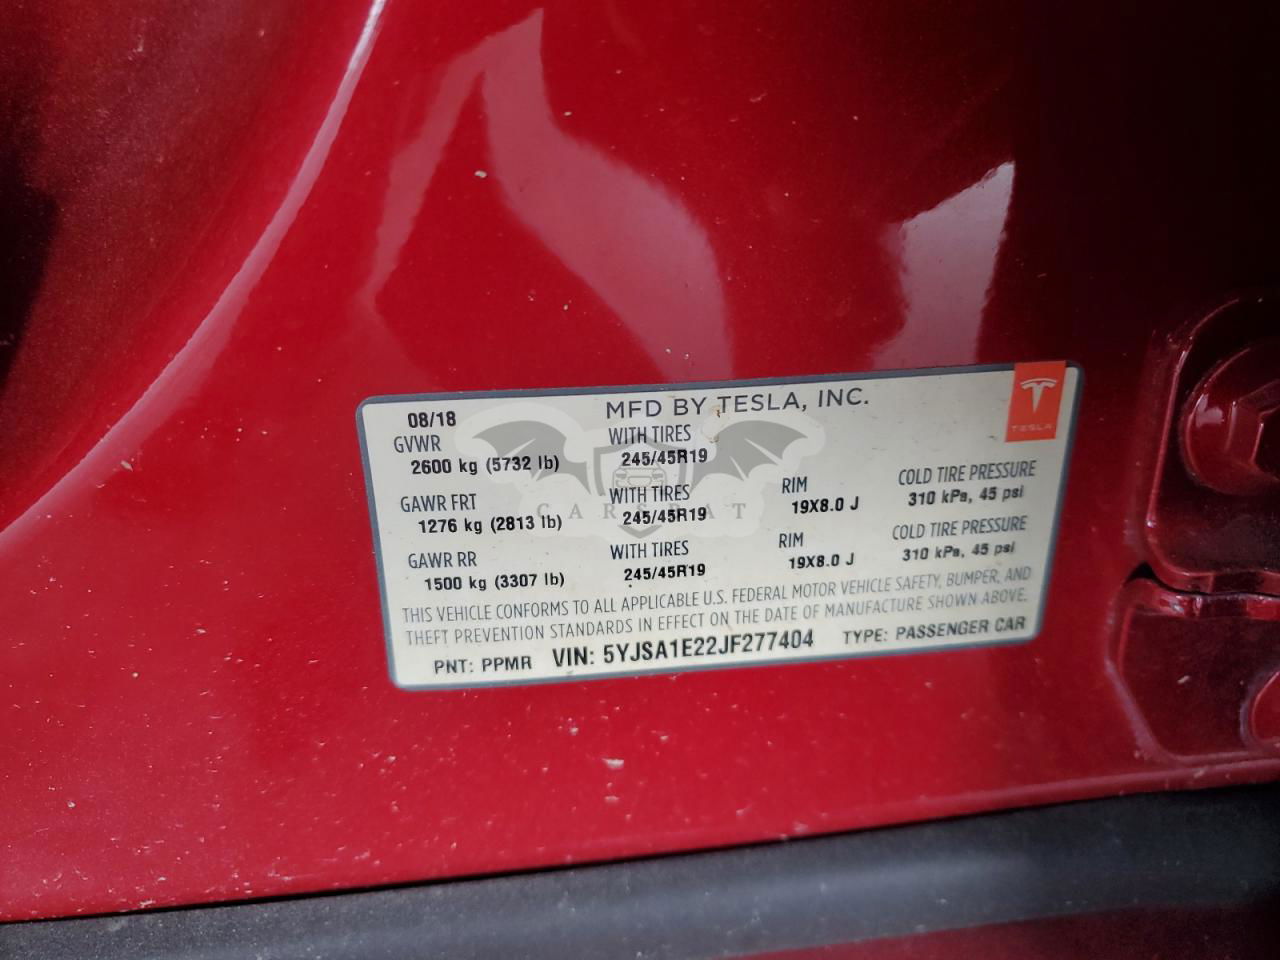 08/18 MFD BY TESLA, INC.
GVWR WITH TIRES
2600 kg (5732 lb) 245/45R19
GAWR FRT WITH TIRES RIM COLD TIRE PRESSURE
1276 kg (2813 lb) 245/45R19 19X8.0 J 310 kPa, 45 psi
GAWR RR WITH TIRES RIM COLD TIRE PRESSURE
1500 kg (3307 lb) 245/45R19 19X8.0 J 310 kPa, 45 psi
THIS VEHICLE CONFORMS TO ALL APPLICABLE U.S. FEDERAL MOTOR VEHICLE SAFETY, BUMPER, AND
THEFT PREVENTION STANDARDS IN EFFECT ON THE DATE OF MANUFACTURE SHOWN ABOVE.
PNT: PPMR VIN: 5YJSA1E22JF277404 TYPE: PASSENGER CAR
TESLA
CARSBAT